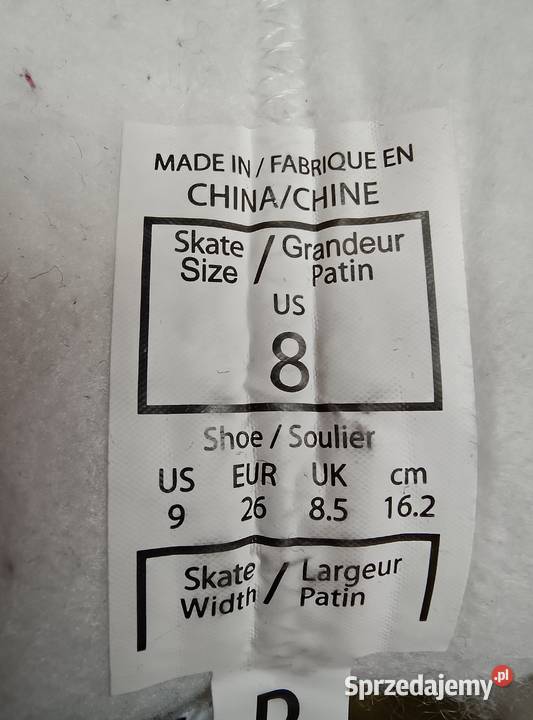 MADE IN / FABRIQUE EN
CHINA/CHINE
Skate / Grandeur
Size Patin
US
8
Shoe / Soulier
US EUR UK cm
9 26 8.5 16.2
Skate / Largeur
Width Patin
Sprzedajemy.pl